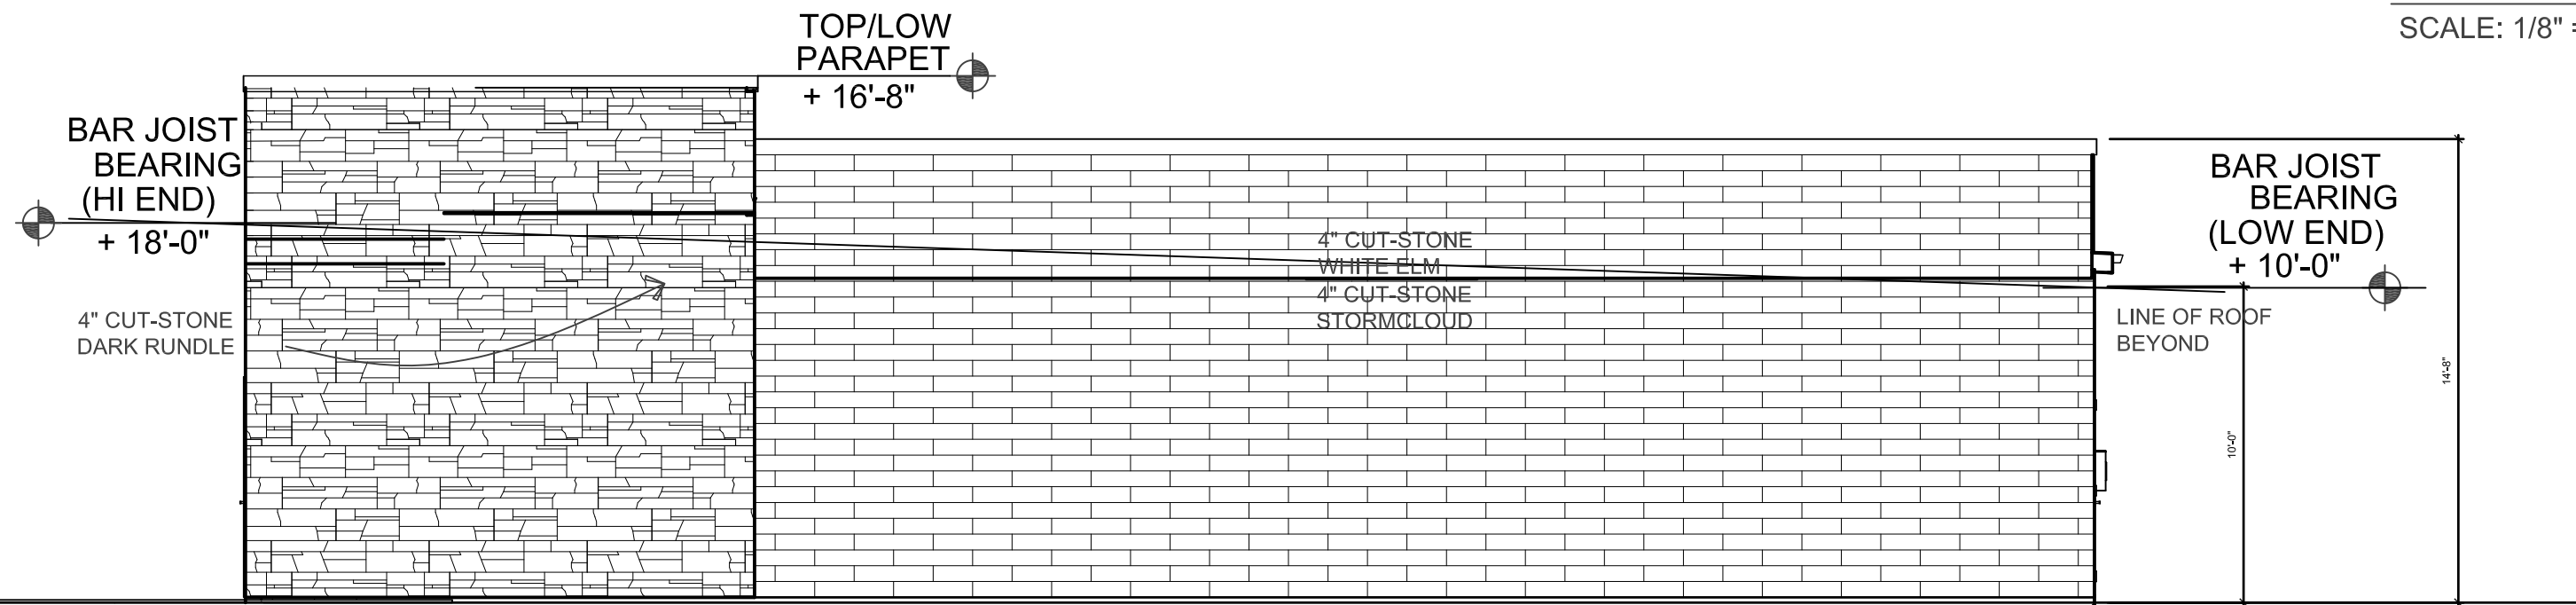 SCALE: 1/8" =
TOP/LOW
PARAPET
+ 16'-8"
BAR JOIST
BEARING
(HI END)
+ 18'-0"
4" CUT-STONE
DARK RUNDLE
4" CUT-STONE
WHITE ELM
4" CUT-STONE
STORMCLOUD
BAR JOIST
BEARING
(LOW END)
+ 10'-0"
LINE OF ROOF
BEYOND
10'-0"
14'-8"